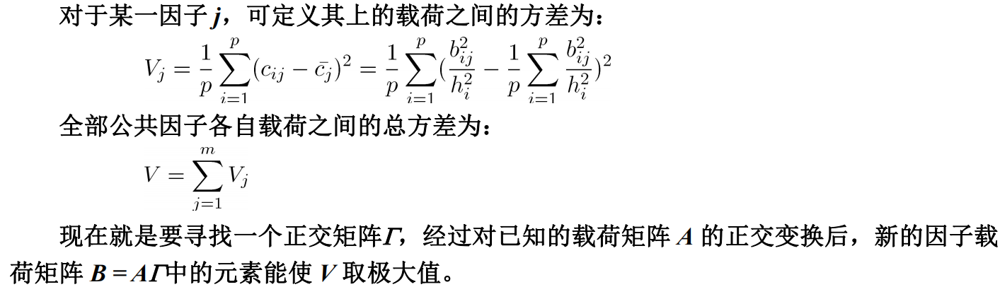 对于某一因子j，可定义其上的载荷之间的方差为：
V_j = \frac{1}{p}\sum_{i=1}^{p}(c_{ij} - \bar{c_j})^2 = \frac{1}{p}\sum_{i=1}^{p}(\frac{b_{ij}^2}{h_i^2} - \frac{1}{p}\sum_{i=1}^{p}\frac{b_{ij}^2}{h_i^2})^2
全部公共因子各自载荷之间的总方差为：
V = \sum_{j=1}^{m} V_j
现在就是要寻找一个正交矩阵Γ，经过对已知的载荷矩阵 A 的正交变换后，新的因子载
荷矩阵 B = AΓ中的元素能使 V 取极大值。